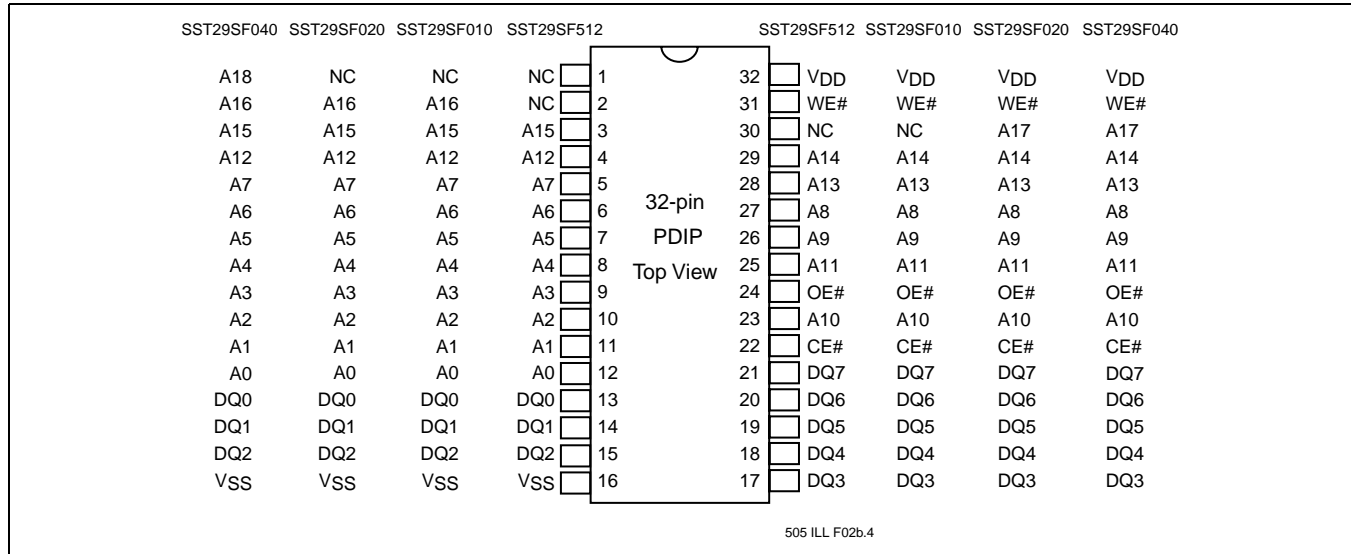 SST29SF040 SST29SF020 SST29SF010 SST29SF512 SST29SF512 SST29SF010 SST29SF020 SST29SF040
A18 NC NC NC 1 32 VDD VDD VDD VDD
A16 A16 A16 NC 2 31 WE# WE# WE# WE#
A15 A15 A15 A15 3 30 NC NC A17 A17
A12 A12 A12 A12 4 29 A14 A14 A14 A14
A7 A7 A7 A7 5 28 A13 A13 A13 A13
A6 A6 A6 A6 6 32-pin 27 A8 A8 A8 A8
A5 A5 A5 A5 7 PDIP 26 A9 A9 A9 A9
A4 A4 A4 A4 8 Top View 25 A11 A11 A11 A11
A3 A3 A3 A3 9 24 OE# OE# OE# OE#
A2 A2 A2 A2 10 23 A10 A10 A10 A10
A1 A1 A1 A1 11 22 CE# CE# CE# CE#
A0 A0 A0 A0 12 21 DQ7 DQ7 DQ7 DQ7
DQ0 DQ0 DQ0 DQ0 13 20 DQ6 DQ6 DQ6 DQ6
DQ1 DQ1 DQ1 DQ1 14 19 DQ5 DQ5 DQ5 DQ5
DQ2 DQ2 DQ2 DQ2 15 18 DQ4 DQ4 DQ4 DQ4
VSS VSS VSS VSS 16 17 DQ3 DQ3 DQ3 DQ3
505 ILL F02b.4